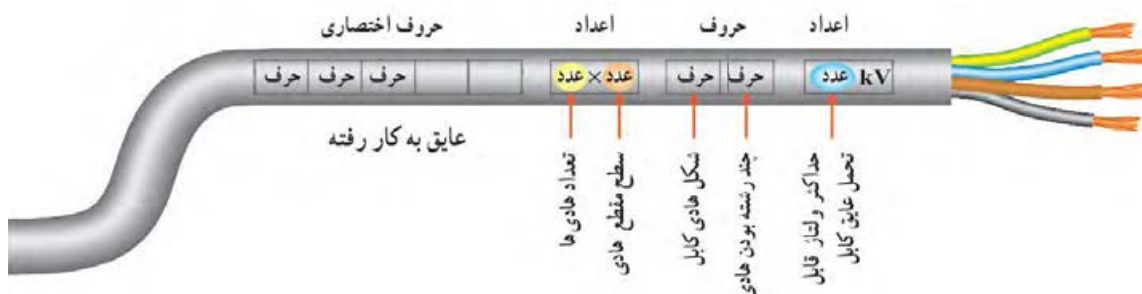 حروف اختصاری
اعداد
حروف
اعداد
حرف حرف حرف
عدد × عدد
حرف حرف
عدد kV
عایق به کار رفته
تعداد هادی‌ها
سطح مقطع هادی
شکل هادی کابل
چند رشته بودن هادی
حداکثر ولتاژ قابل
تحمل عایق کابل